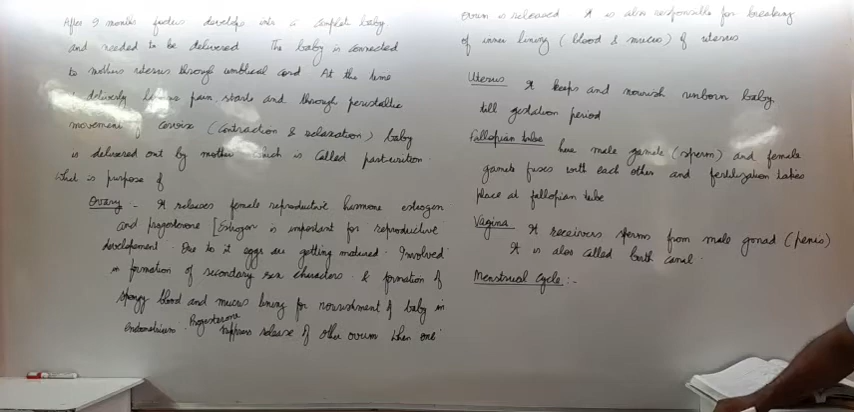 After 9 months foetus develops into a complet baby
and needed to be delivered The baby is connected
to mothers uterus through umblical cord At the time
delivery pain starts and through peristaltic
movement of cervix (contraction & relaxation) baby
is delivered out by mother which is called parturition.
What is purpose of
Ovary :- It releases female reproductive hormone estrogen
and progesterone [Estrogen is important for reproductive
development. Due to it eggs are getting matured. Involved
in formation of secondary sex characters. & formation of
spongy blood and mucus lining for nourishment of baby in
endometrium. Progesterone release of other ovum when one
Ovum is released It is also responsible for breaking
of inner lining (blood & mucus) of uterus
Uterus It keeps and nourish unborn baby
till gestation period
Fallopian tube here male gamete (sperm) and female
gamete fuses with each other and fertilization takes
place at fallopian tube
Vagina It receivers sperms from male gonad (penis)
It is also called birth canal.
Menstrual Cycle :-